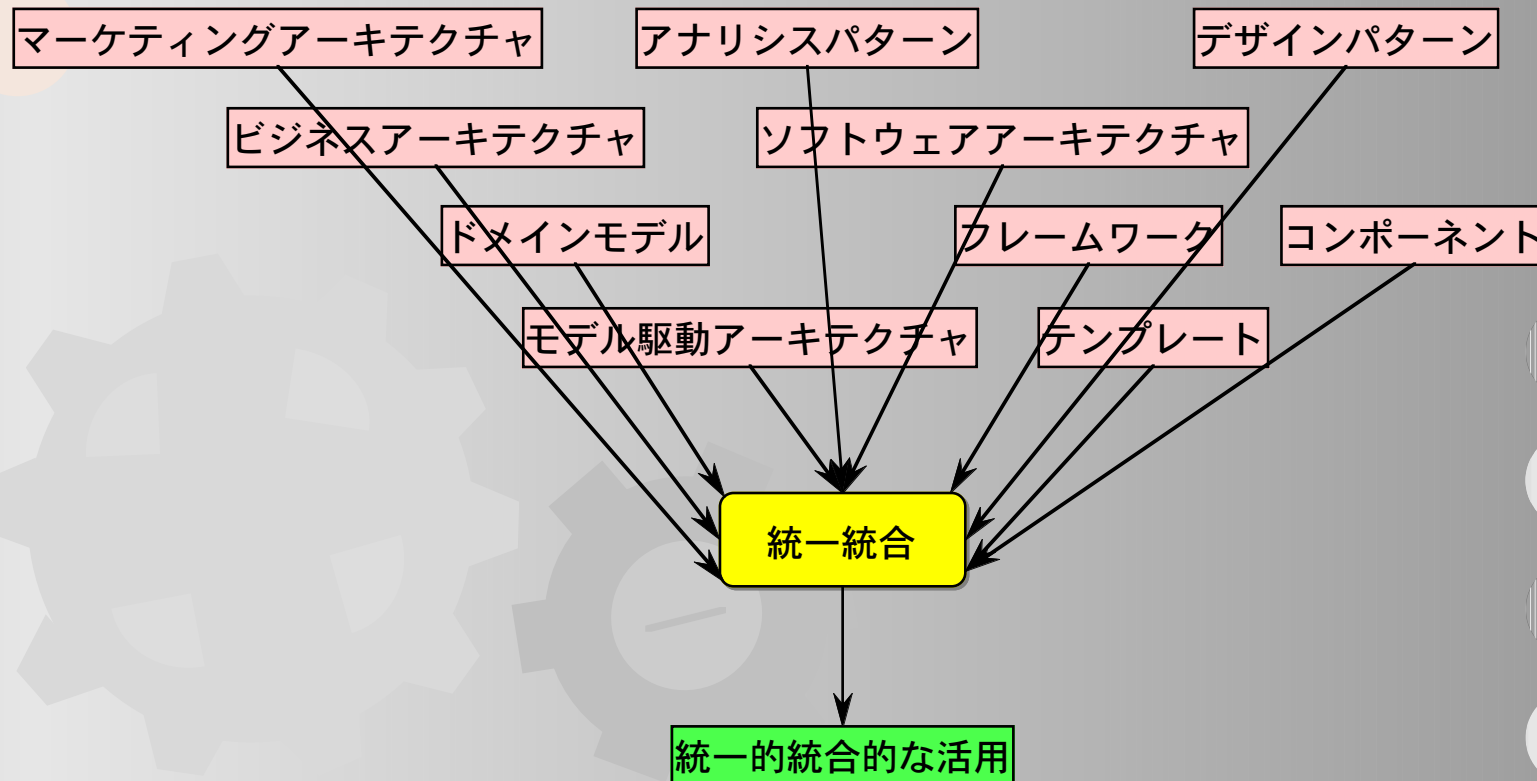 マーケティングアーキテクチャ
アナリシスパターン
デザインパターン
ビジネスアーキテクチャ
ソフトウェアアーキテクチャ
ドメインモデル
フレームワーク
コンポーネント
モデル駆動アーキテクチャ
テンプレート
統一統合
統一的統合的な活用